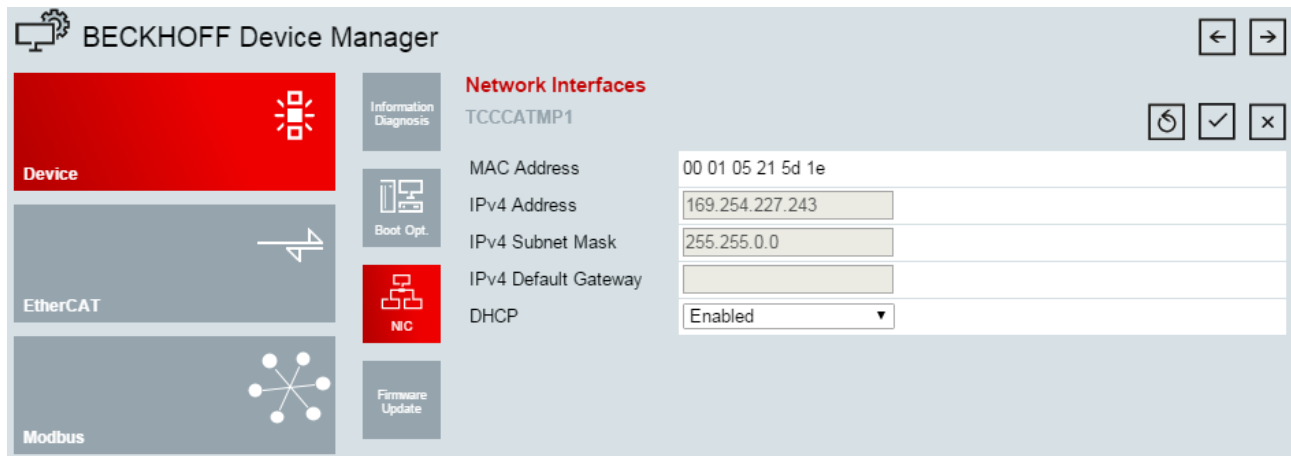 BECKHOFF Device Manager
Device
EtherCAT
Modbus
Information
Diagnosis
Boot Opt.
NIC
Firmware
Update
Network Interfaces
TCCCATMP1
MAC Address 00 01 05 21 5d 1e
IPv4 Address 169.254.227.243
IPv4 Subnet Mask 255.255.0.0
IPv4 Default Gateway
DHCP Enabled